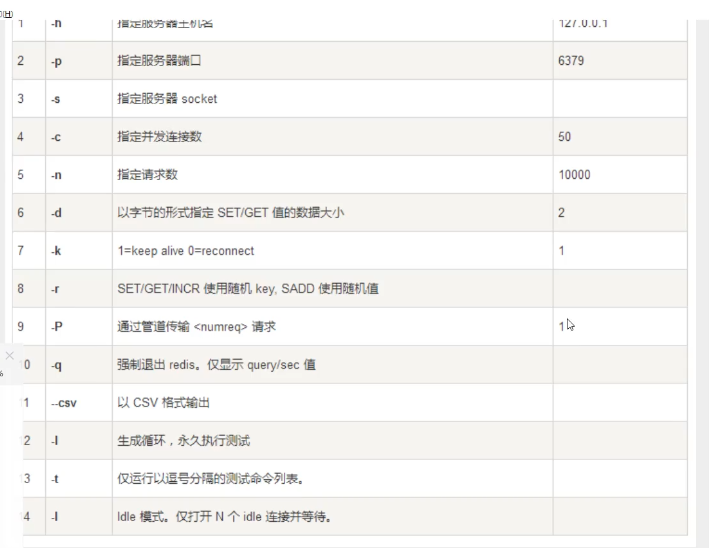 1 -h 指定服务器主机名 127.0.0.1
2 -p 指定服务器端口 6379
3 -s 指定服务器 socket
4 -c 指定并发连接数 50
5 -n 指定请求数 10000
6 -d 以字节的形式指定 SET/GET 值的数据大小 2
7 -k 1=keep alive 0=reconnect 1
8 -r SET/GET/INCR 使用随机 key, SADD 使用随机值
9 -P 通过管道传输 <numreq> 请求 1
0 -q 强制退出 redis。仅显示 query/sec 值
1 --csv 以 CSV 格式输出
2 -l 生成循环，永久执行测试
3 -t 仅运行以逗号分隔的测试命令列表。
4 -I Idle 模式。仅打开 N 个 idle 连接并等待。